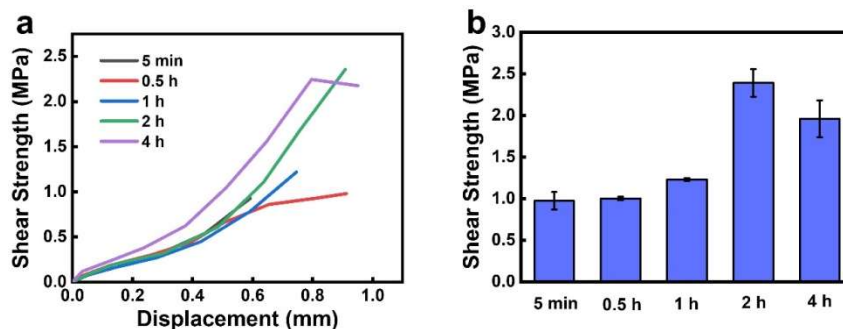 a
Shear Strength (MPa)
2.5
2.0
1.5
1.0
0.5
0.0
5 min
0.5 h
1 h
2 h
4 h
0.0 0.2 0.4 0.6 0.8 1.0
Displacement (mm)
b
Shear Strength (MPa)
3.0
2.5
2.0
1.5
1.0
0.5
0.0
5 min 0.5 h 1 h 2 h 4 h